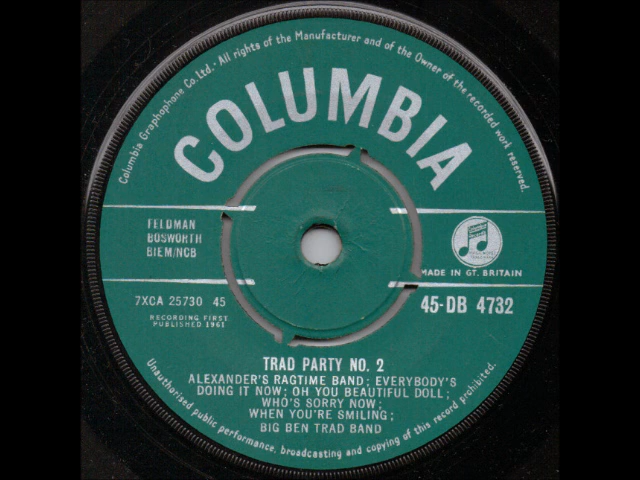 Columbia Graphophone Co. Ltd. - All rights of the Manufacturer and of the Owner of the recorded work reserved.
COLUMBIA
FELDMAN
BOSWORTH
BIEM/NCB
MADE IN GT. BRITAIN
7XCA 25730 45
45-DB 4732
RECORDING FIRST
PUBLISHED 1961
TRAD PARTY NO. 2
ALEXANDER'S RAGTIME BAND; EVERYBODY'S
DOING IT NOW; OH YOU BEAUTIFUL DOLL;
WHO'S SORRY NOW;
WHEN YOU'RE SMILING;
BIG BEN TRAD BAND
Unauthorised public performance, broadcasting and copying of this record prohibited.